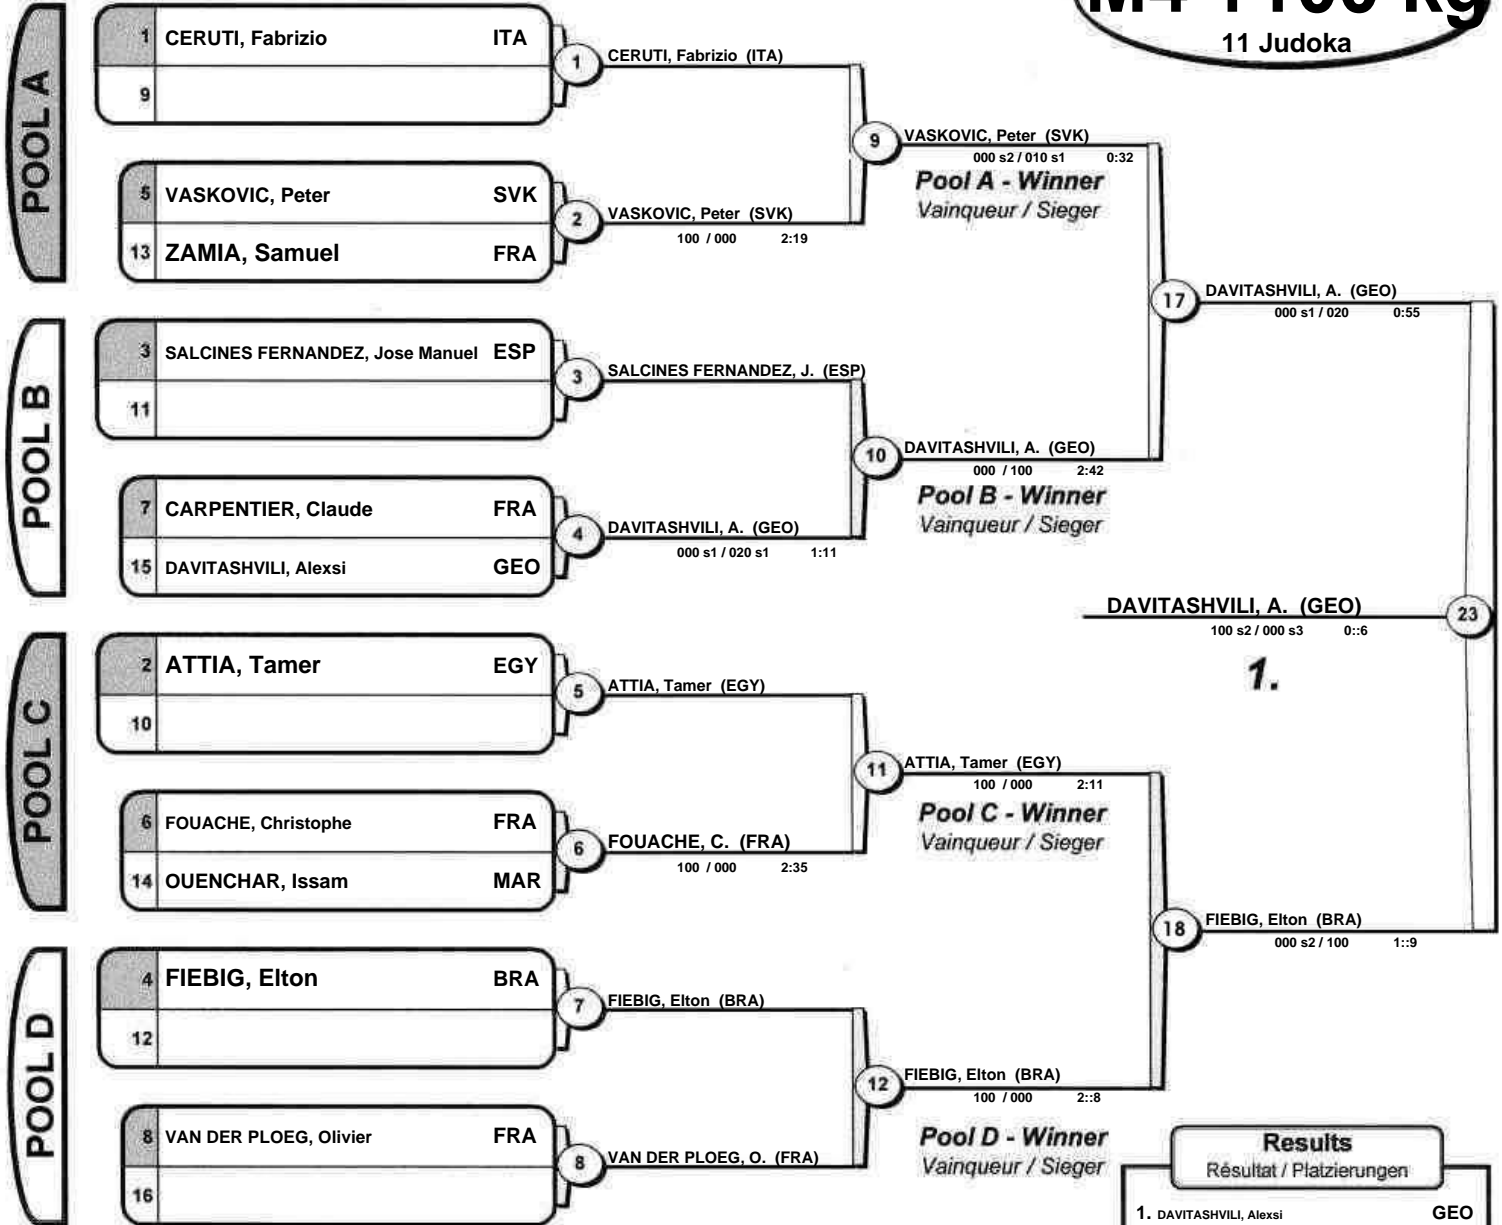 11 Judoka
POOL A
1 CERUTI, Fabrizio ITA
9
5 VASKOVIC, Peter SVK
13 ZAMIA, Samuel FRA
POOL B
3 SALCINES FERNANDEZ, Jose Manuel ESP
11
7 CARPENTIER, Claude FRA
15 DAVITASHVILI, Alexsi GEO
POOL C
2 ATTIA, Tamer EGY
10
6 FOUACHE, Christophe FRA
14 OUENCHAR, Issam MAR
POOL D
4 FIEBIG, Elton BRA
12
8 VAN DER PLOEG, Olivier FRA
16
1 CERUTI, Fabrizio (ITA)
2 VASKOVIC, Peter (SVK)
100 / 000 2:19
3 SALCINES FERNANDEZ, J. (ESP)
4 DAVITASHVILI, A. (GEO)
000 s1 / 020 s1 1:11
5 ATTIA, Tamer (EGY)
6 FOUACHE, C. (FRA)
100 / 000 2:35
7 FIEBIG, Elton (BRA)
8 VAN DER PLOEG, O. (FRA)
9 VASKOVIC, Peter (SVK)
000 s2 / 010 s1 0:32
Pool A - Winner
Vainqueur / Sieger
10 DAVITASHVILI, A. (GEO)
000 / 100 2:42
Pool B - Winner
Vainqueur / Sieger
11 ATTIA, Tamer (EGY)
100 / 000 2:11
Pool C - Winner
Vainqueur / Sieger
12 FIEBIG, Elton (BRA)
100 / 000 2::8
Pool D - Winner
Vainqueur / Sieger
17 DAVITASHVILI, A. (GEO)
000 s1 / 020 0:55
18 FIEBIG, Elton (BRA)
000 s2 / 100 1::9
DAVITASHVILI, A. (GEO) 23
100 s2 / 000 s3 0::6
1.
Results
Résultat / Platzierungen
1. DAVITASHVILI, Alexsi GEO